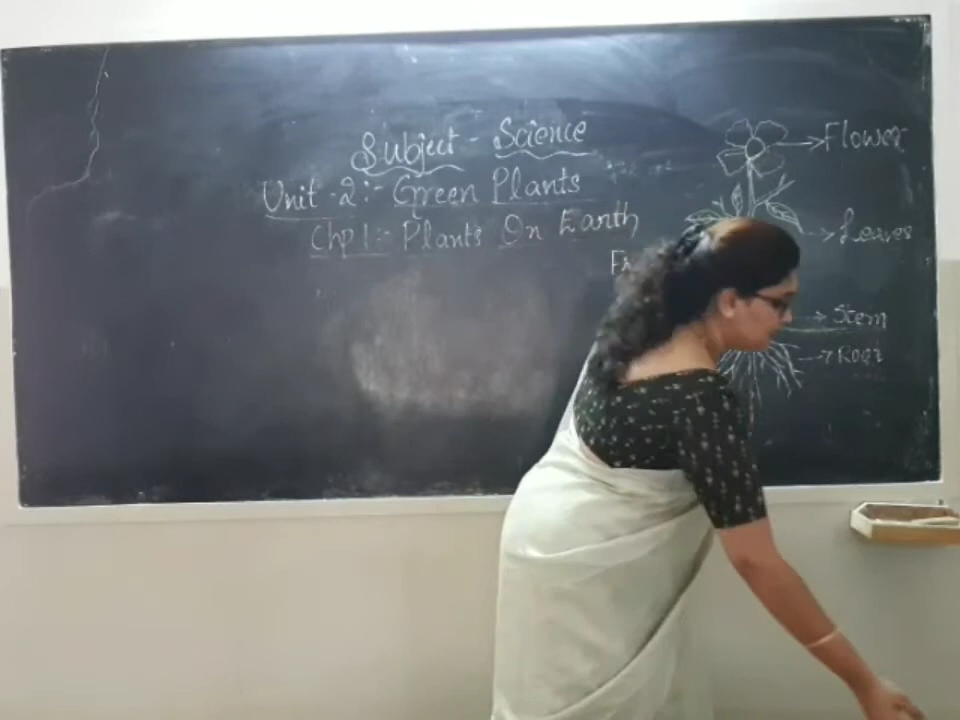 Subject - Science
Unit - 2 :- Green Plants
Chp 1 :- Plants On Earth
Flower
Leaves
Stem
Root